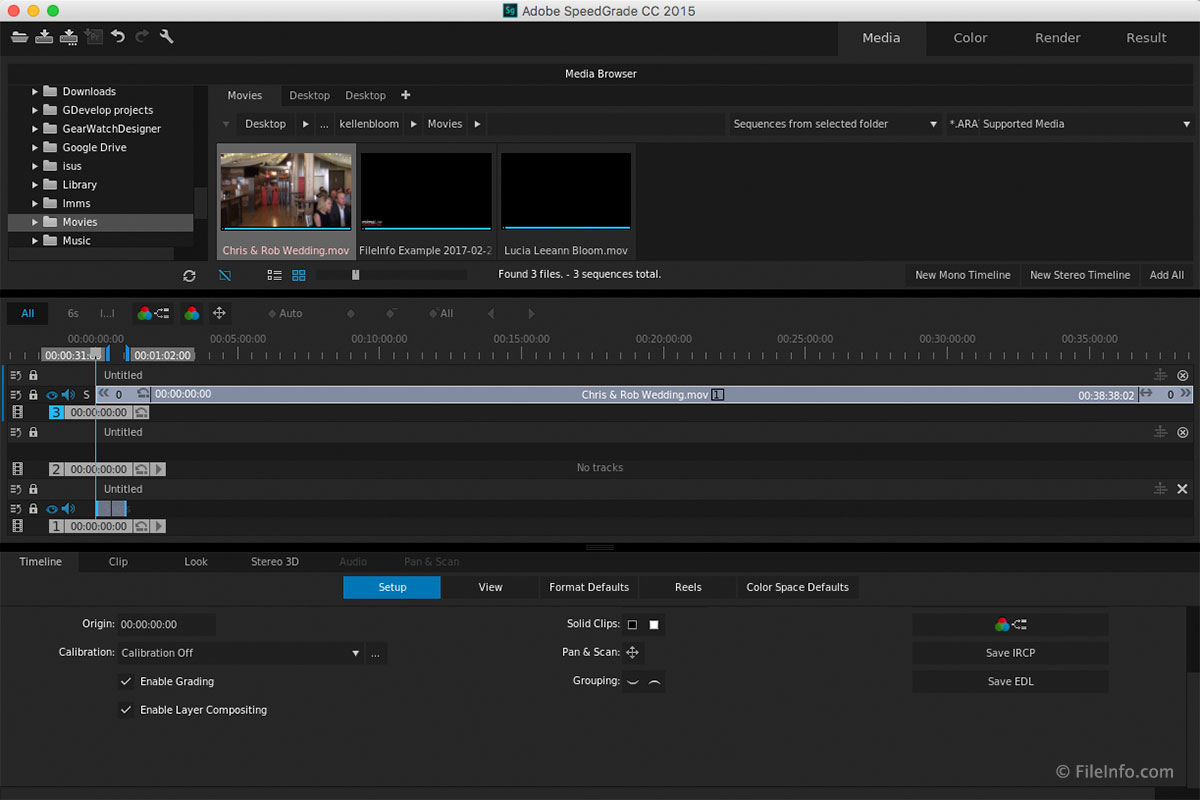 Adobe SpeedGrade CC 2015
Media Color Render Result
Media Browser
Downloads
GDevelop projects
GearWatchDesigner
Google Drive
isus
Library
lmms
Movies
Music
Movies Desktop Desktop
Desktop ... kellenbloom Movies Sequences from selected folder *.ARA Supported Media
Chris & Rob Wedding.mov FileInfo Example 2017-02-2 Lucia Leeann Bloom.mov
Found 3 files. - 3 sequences total. New Mono Timeline New Stereo Timeline Add All
All 6s I...I Auto All
00:00:00:00 00:05:00:00 00:10:00:00 00:15:00:00 00:20:00:00 00:25:00:00 00:30:00:00 00:35:00:00
00:00:31: 00:01:02:00
Untitled
S 0 00:00:00:00 Chris & Rob Wedding.mov 1 00:38:38:02 0
3 00:00:00:00
Untitled
2 00:00:00:00 No tracks
Untitled
1 00:00:00:00
Timeline Clip Look Stereo 3D Audio Pan & Scan
Setup View Format Defaults Reels Color Space Defaults
Origin: 00:00:00:00 Solid Clips:
Calibration: Calibration Off ... Pan & Scan: Save IRCP
Enable Grading Grouping: Save EDL
Enable Layer Compositing
© FileInfo.com